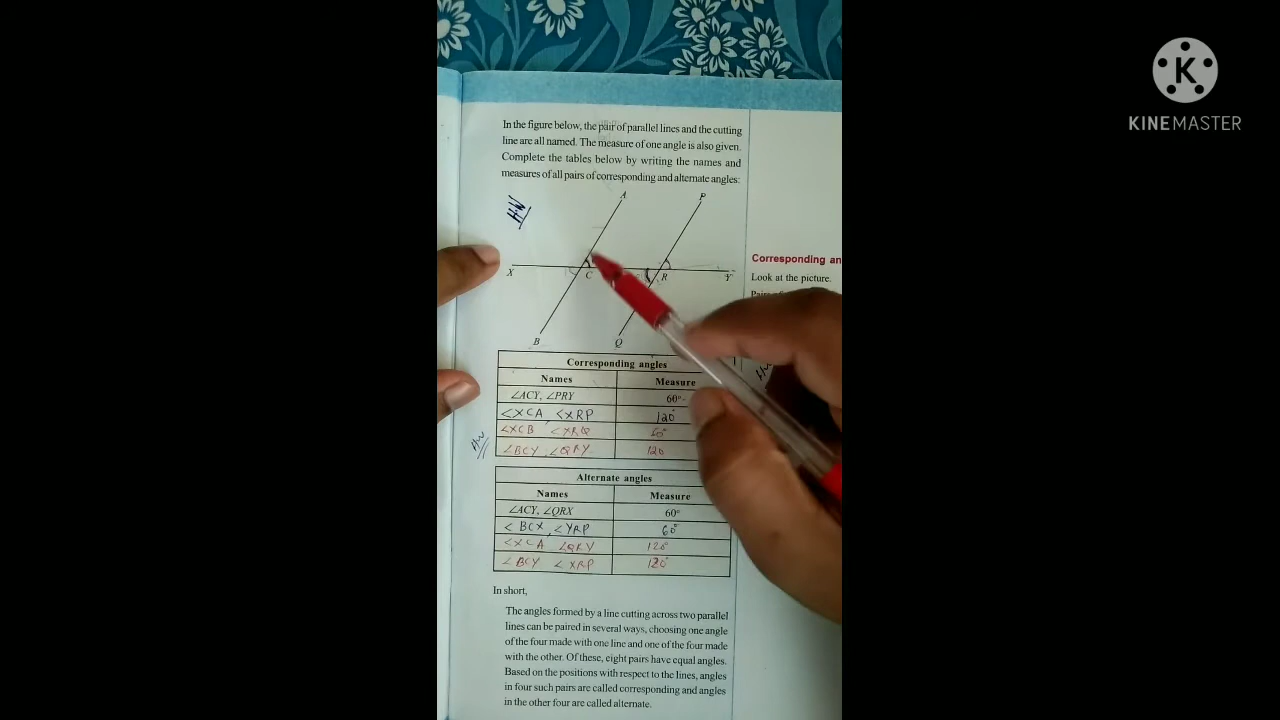 KINEMASTER
In the figure below, the pair of parallel lines and the cutting
line are all named. The measure of one angle is also given.
Complete the tables below by writing the names and
measures of all pairs of corresponding and alternate angles:
HW
A
P
X
C
R
Y
B
Q
Corresponding an
Look at the picture.
Corresponding angles
Names Measure
∠ACY, ∠PRY 60°
<XCA, <XRP 120°
∠XCB <XRQ 60°
∠BCY, ∠QRY 120
HW
Alternate angles
Names Measure
∠ACY, ∠QRX 60°
< BCX, <YRP 60°
<XCA ∠QRY 120°
∠BCY <XRP 120°
In short,
The angles formed by a line cutting across two parallel
lines can be paired in several ways, choosing one angle
of the four made with one line and one of the four made
with the other. Of these, eight pairs have equal angles.
Based on the positions with respect to the lines, angles
in four such pairs are called corresponding and angles
in the other four are called alternate.